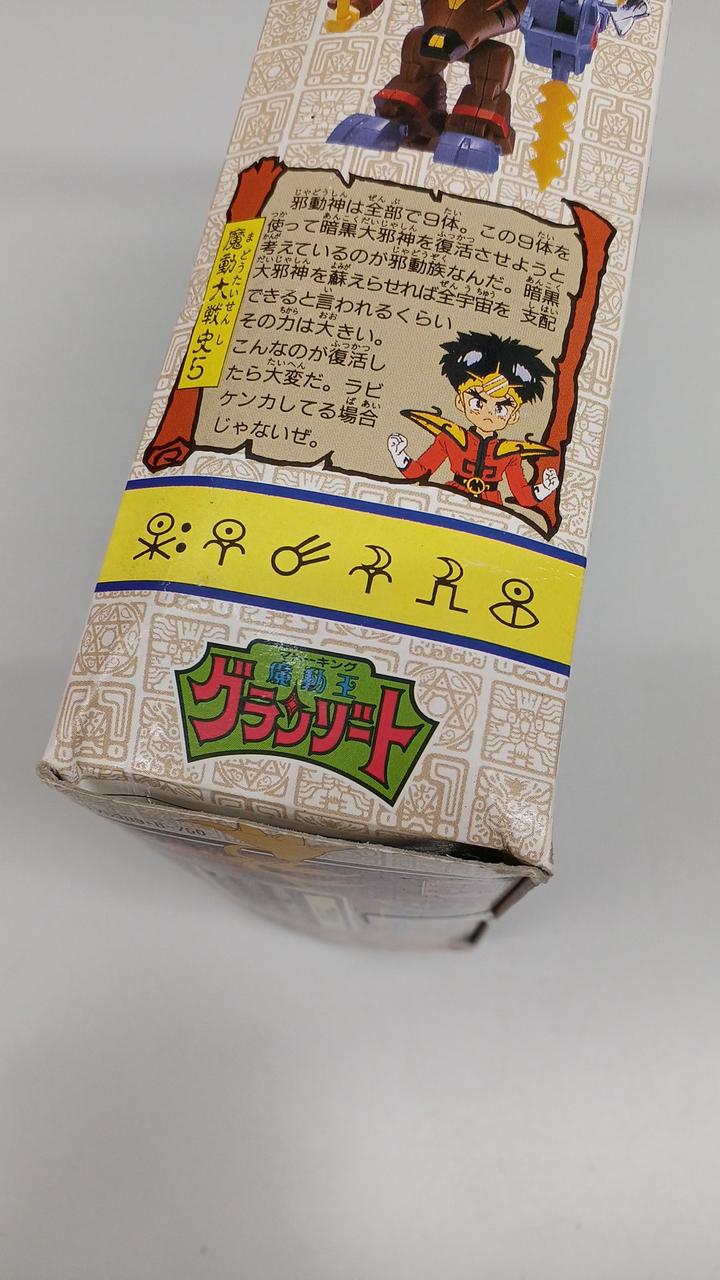 邪動神は全部で9体。この9体を
使って暗黒大邪神を復活させようと
考えているのが邪動族なんだ。暗黒
大邪神を蘇えらせれば全宇宙を支配
できると言われるくらい
その力は大きい。
こんなのが復活し
たら大変だ。ラビ
ケンカしてる場合
じゃないぜ。
魔動大戦史5
マドーキング
魔動王
グランゾート